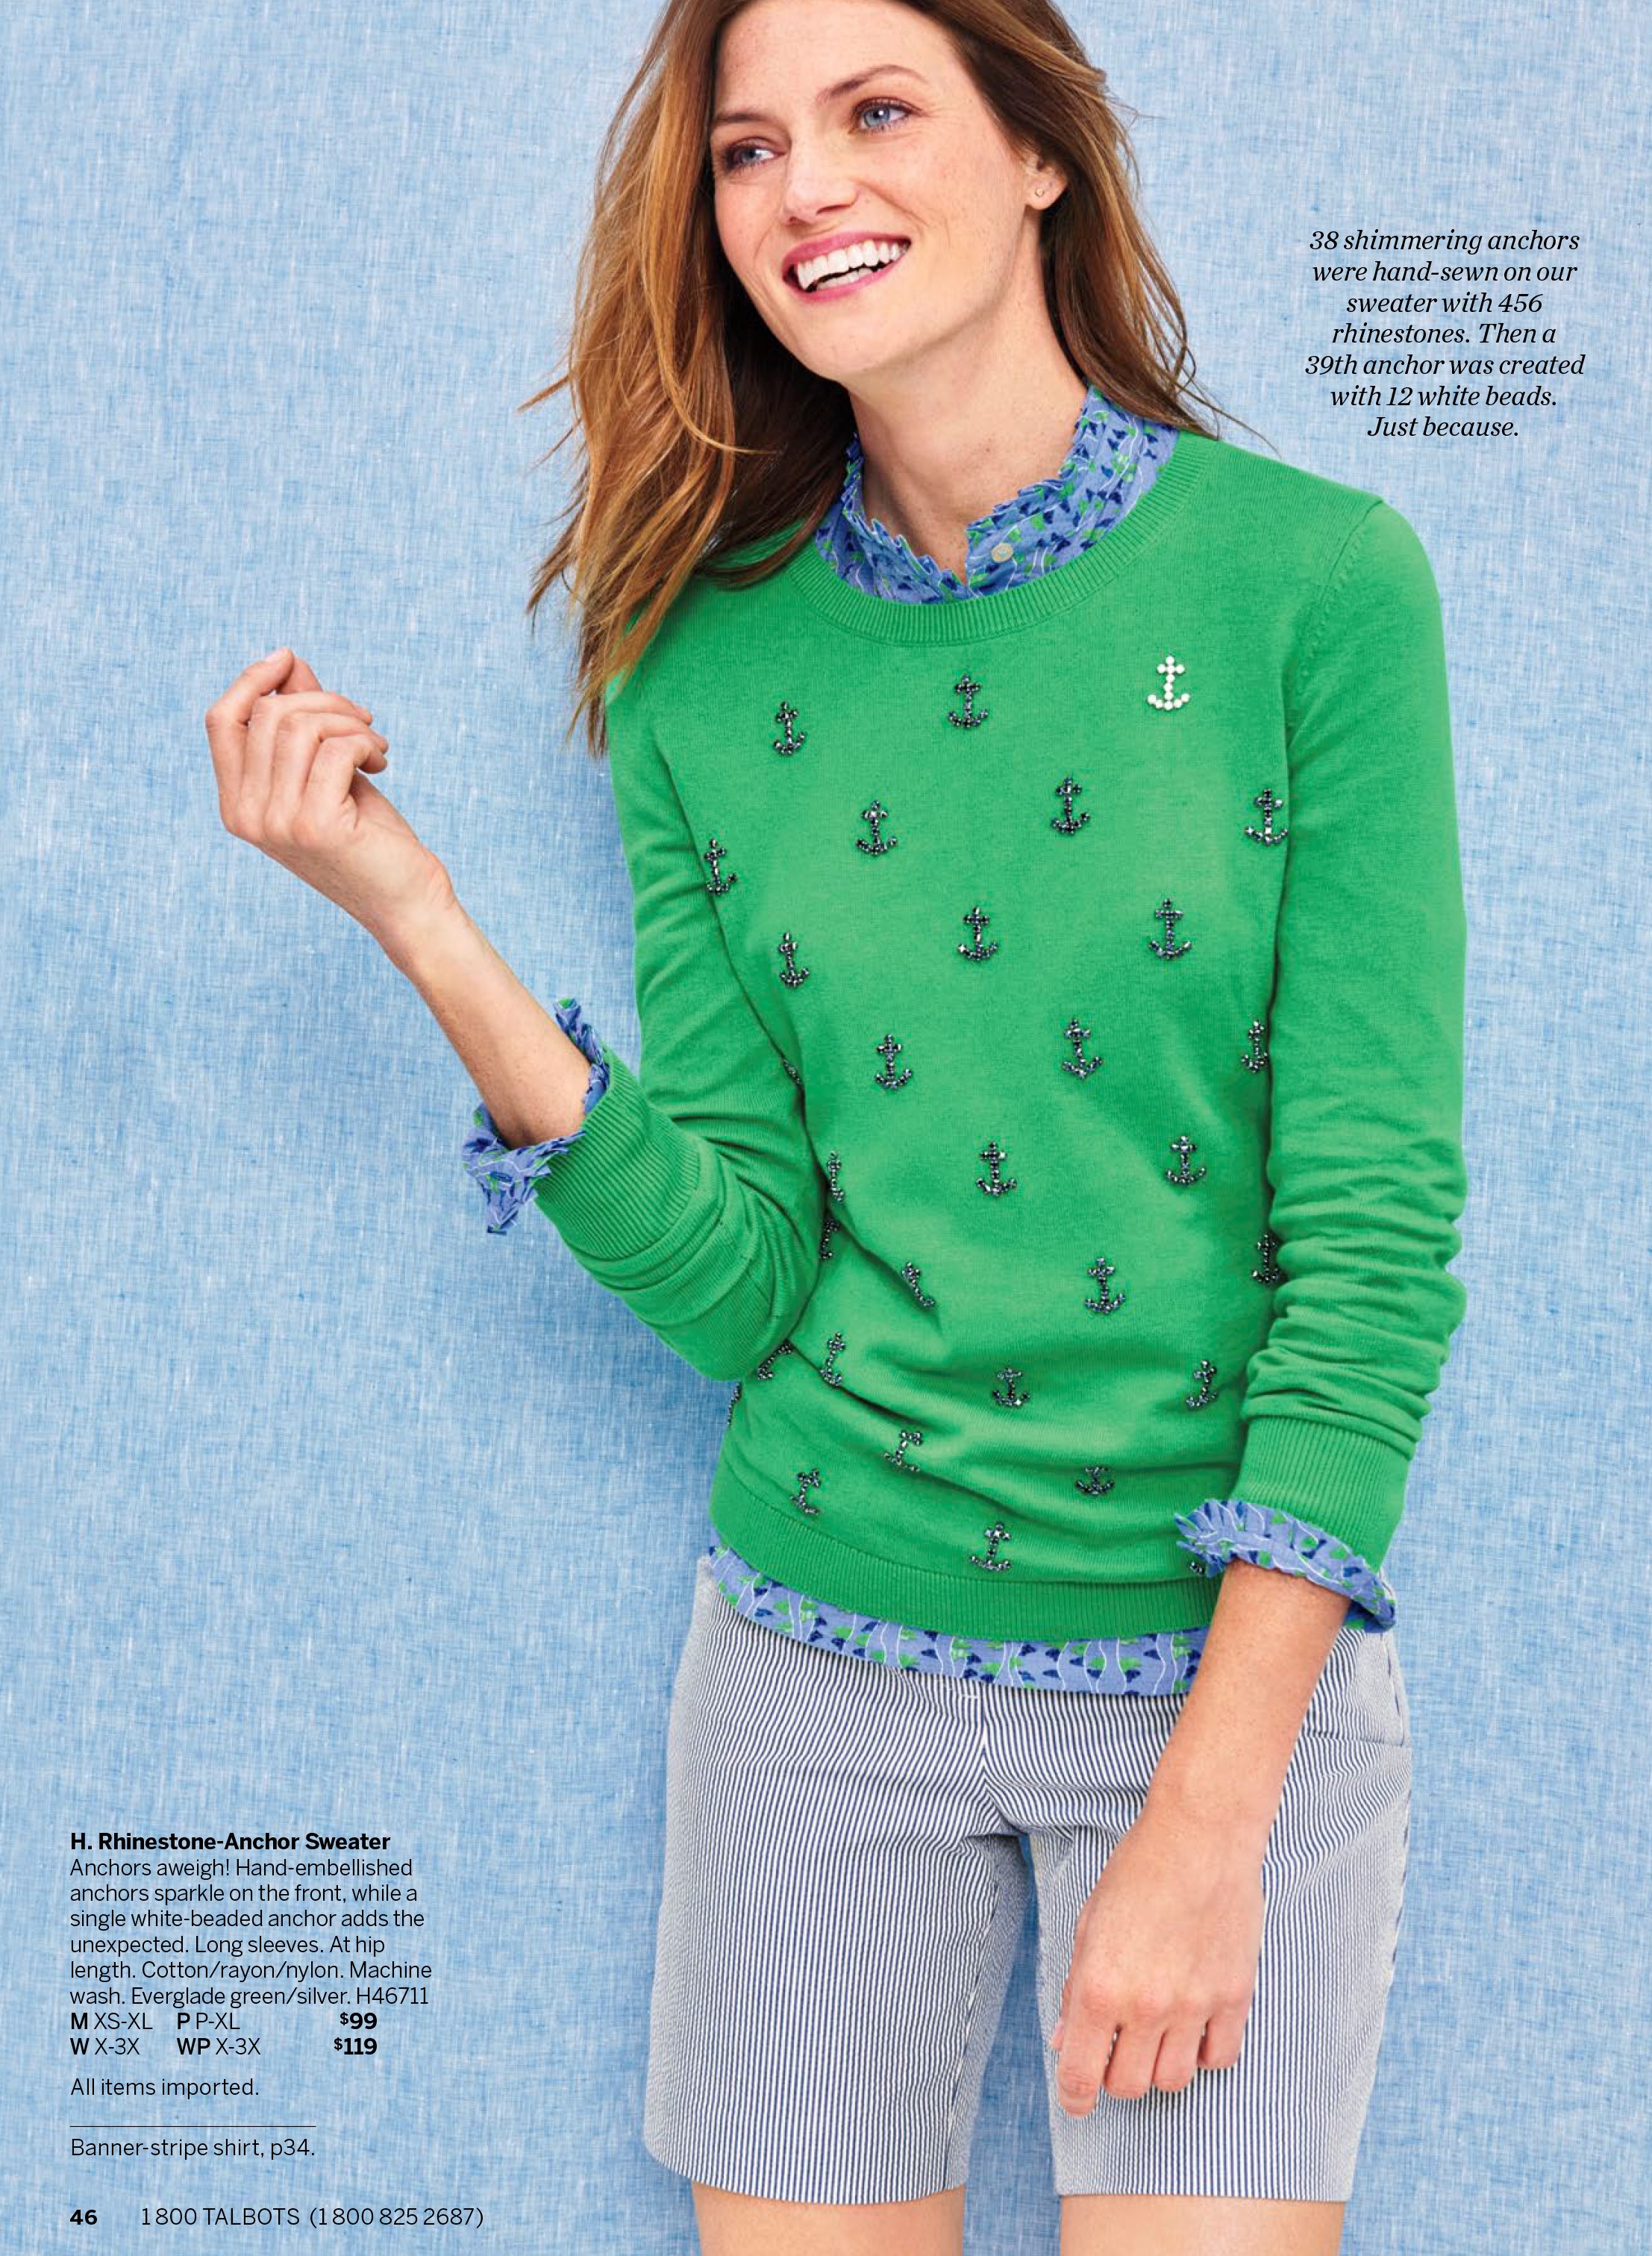 38 shimmering anchors
were hand-sewn on our
sweater with 456
rhinestones. Then a
39th anchor was created
with 12 white beads.
Just because.
H. Rhinestone-Anchor Sweater
Anchors aweigh! Hand-embellished
anchors sparkle on the front, while a
single white-beaded anchor adds the
unexpected. Long sleeves. At hip
length. Cotton/rayon/nylon. Machine
wash. Everglade green/silver. H46711
M XS-XL P P-XL $99
W X-3X WP X-3X $119
All items imported.
Banner-stripe shirt, p34.
46 1 800 TALBOTS (1 800 825 2687)